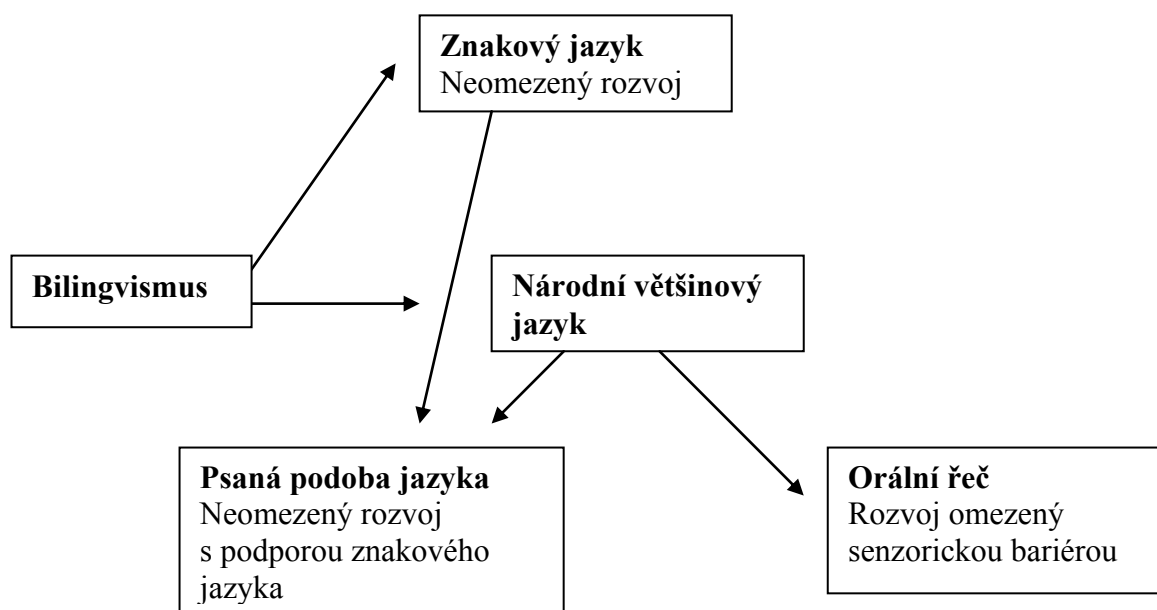 Znakový jazyk
Neomezený rozvoj
Bilingvismus
Národní většinový
jazyk
Psaná podoba jazyka
Neomezený rozvoj
s podporou znakového
jazyka
Orální řeč
Rozvoj omezený
senzorickou bariérou